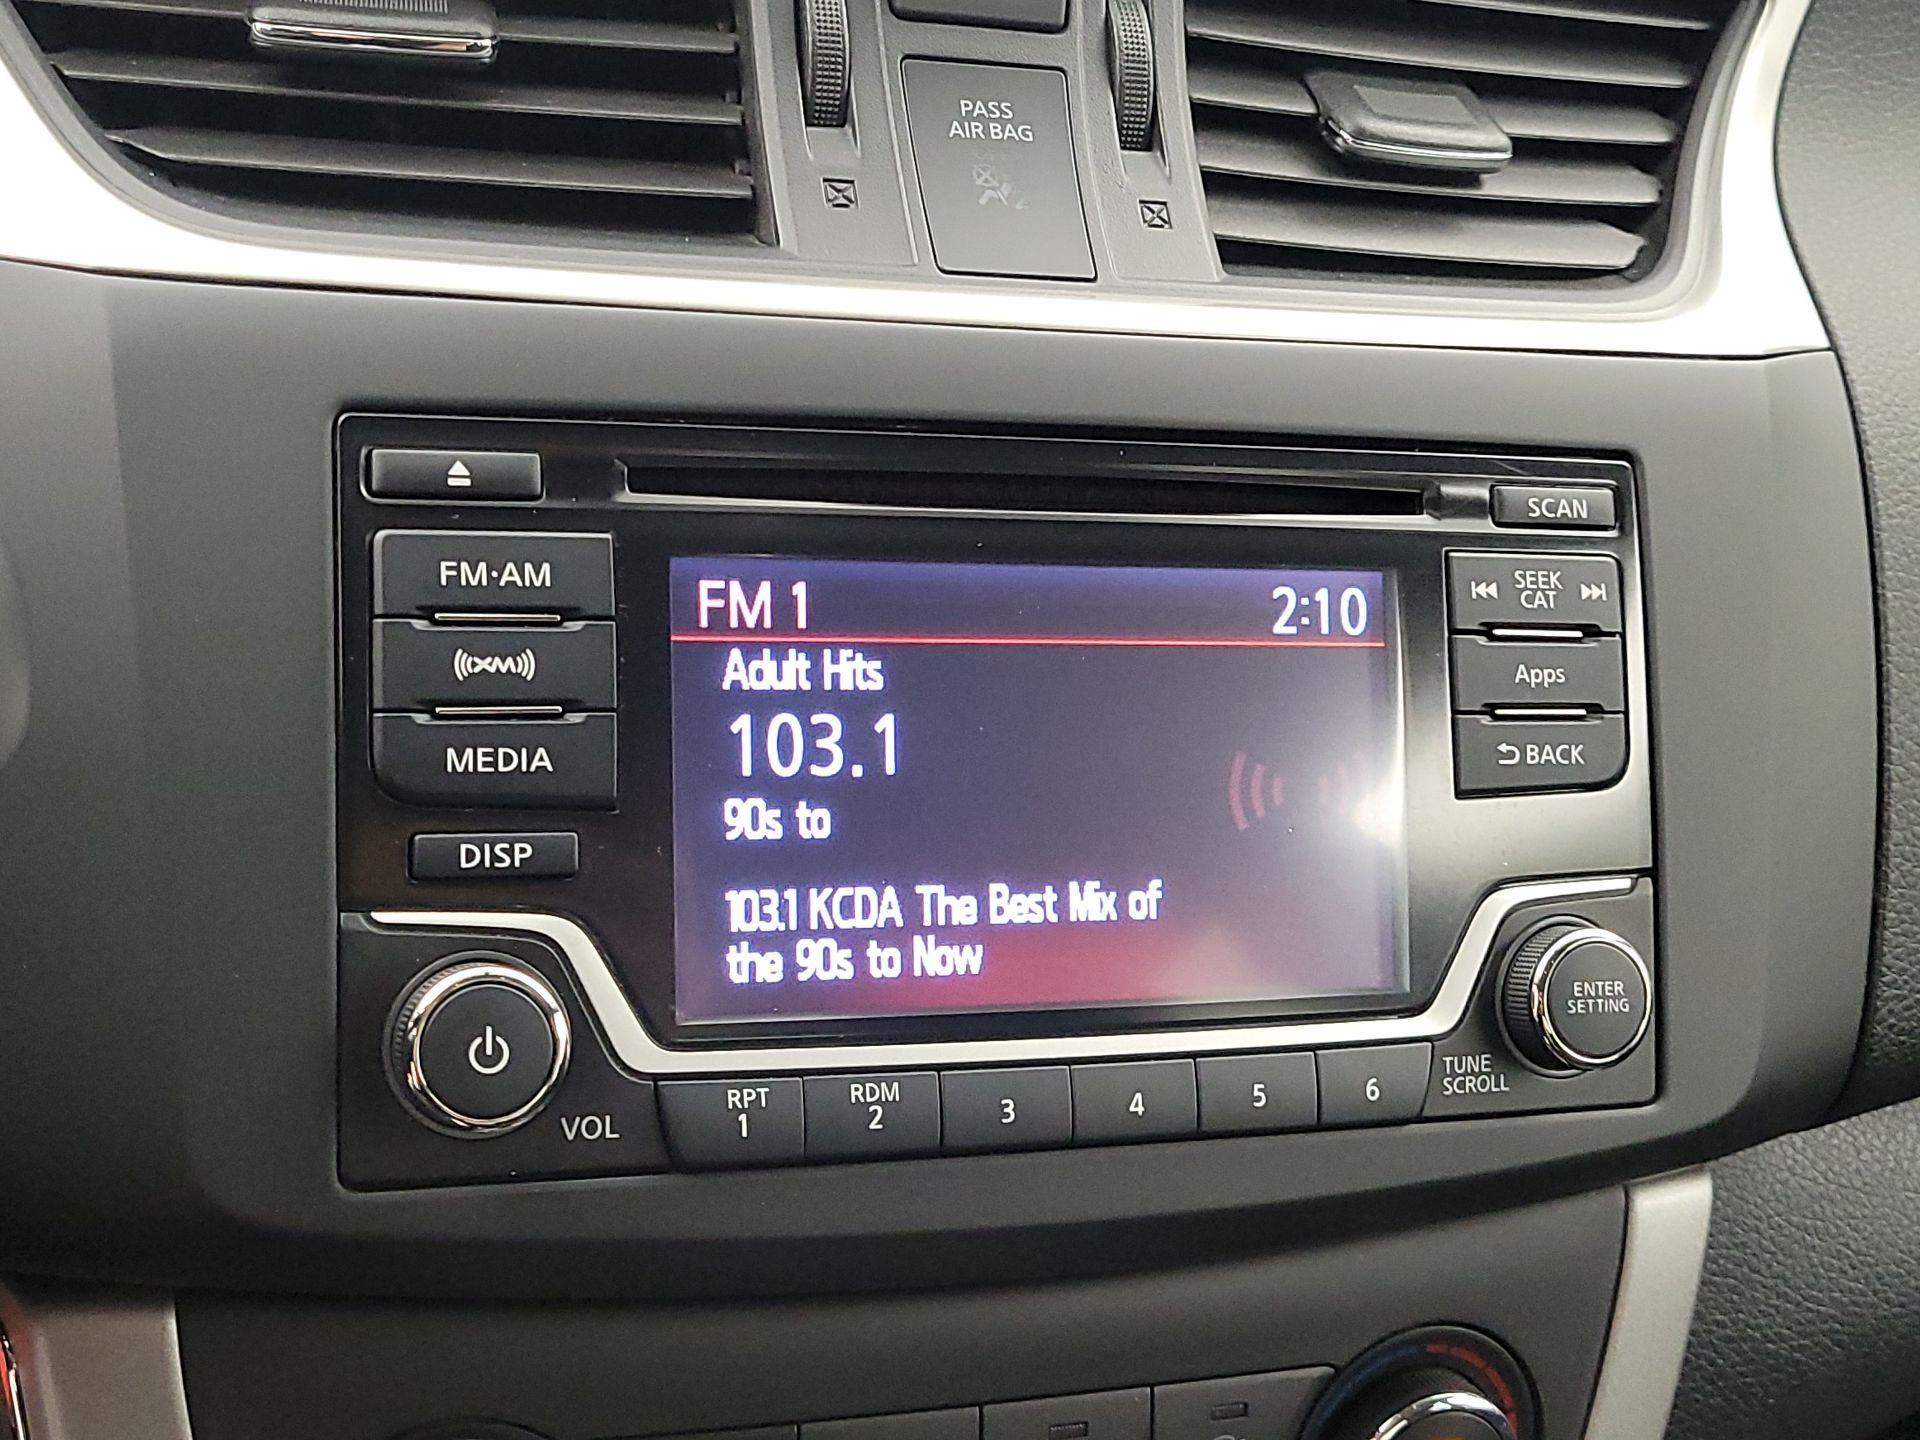 PASS
AIR BAG
SCAN
FM·AM
SEEK
CAT
XM
Apps
MEDIA
BACK
DISP
FM 1 2:10
Adult Hits
103.1
90s to
103.1 KCDA The Best Mix of
the 90s to Now
ENTER
SETTING
TUNE
SCROLL
VOL
RPT
1
RDM
2
3
4
5
6